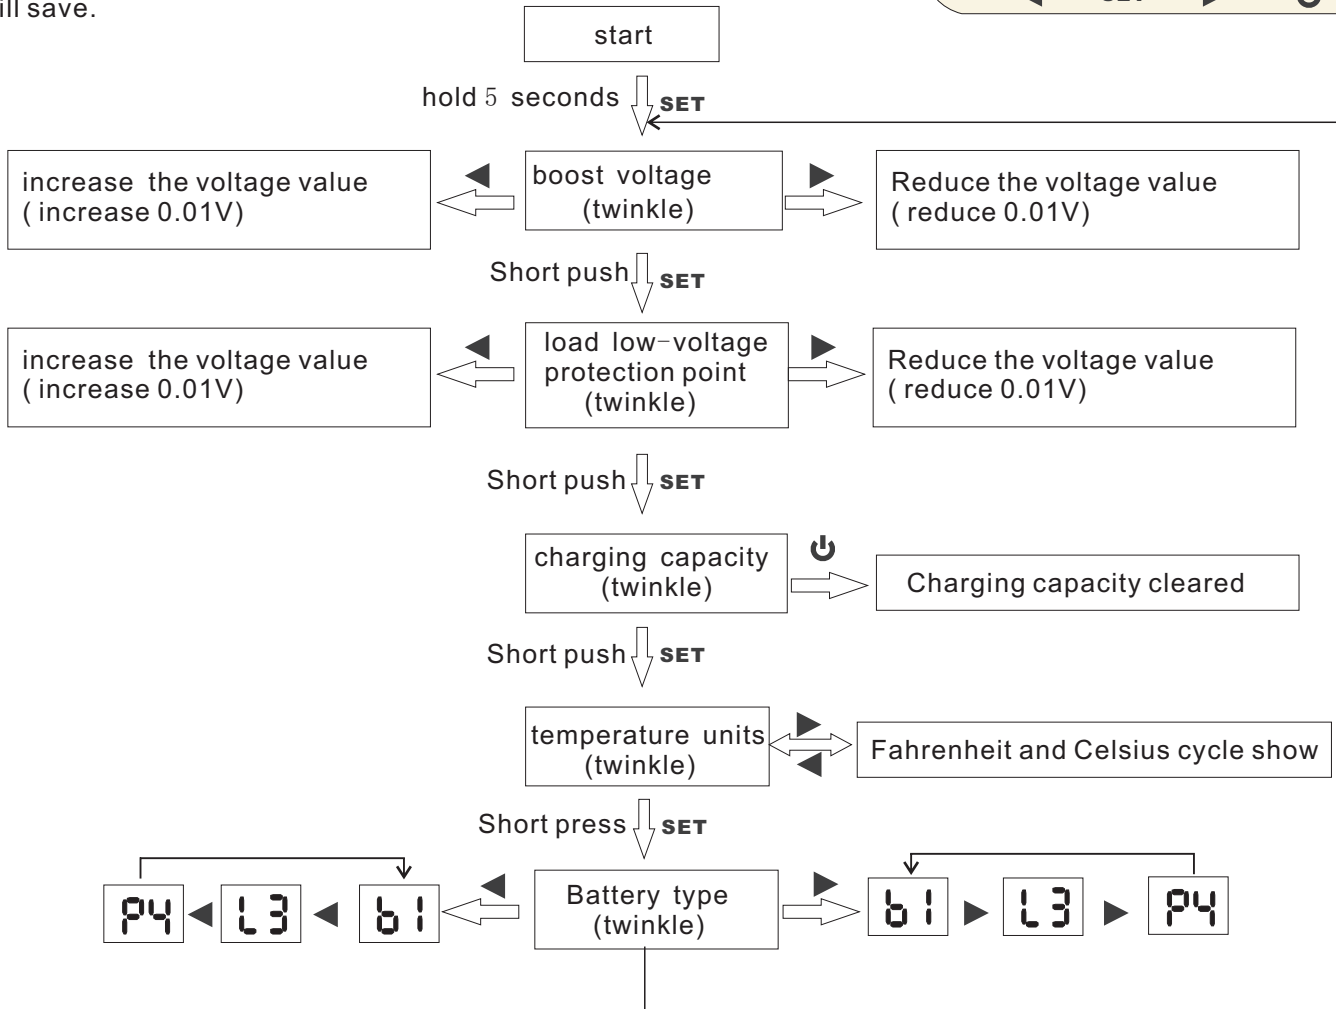 ill save.
start
hold 5 seconds
SET
increase the voltage value
( increase 0.01V)
boost voltage
(twinkle)
Reduce the voltage value
( reduce 0.01V)
Short push
SET
increase the voltage value
( increase 0.01V)
load low-voltage
protection point
(twinkle)
Reduce the voltage value
( reduce 0.01V)
Short push
SET
charging capacity
(twinkle)
Charging capacity cleared
Short push
SET
temperature units
(twinkle)
Fahrenheit and Celsius cycle show
Short press
SET
P4
L3
b1
Battery type
(twinkle)
b1
L3
P4